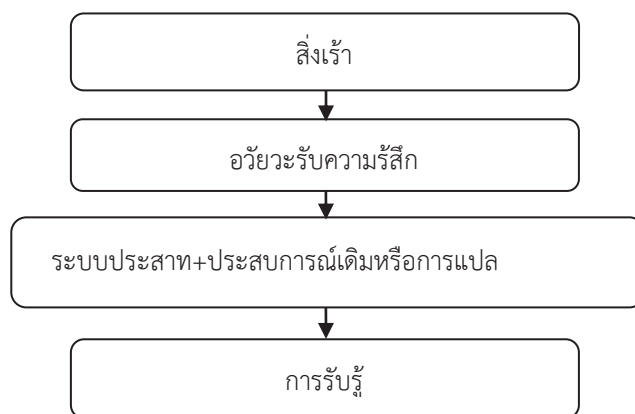 สิ่งเร้า
อวัยวะรับความรู้สึก
ระบบประสาท+ประสบการณ์เดิมหรือการแปล
การรับรู้